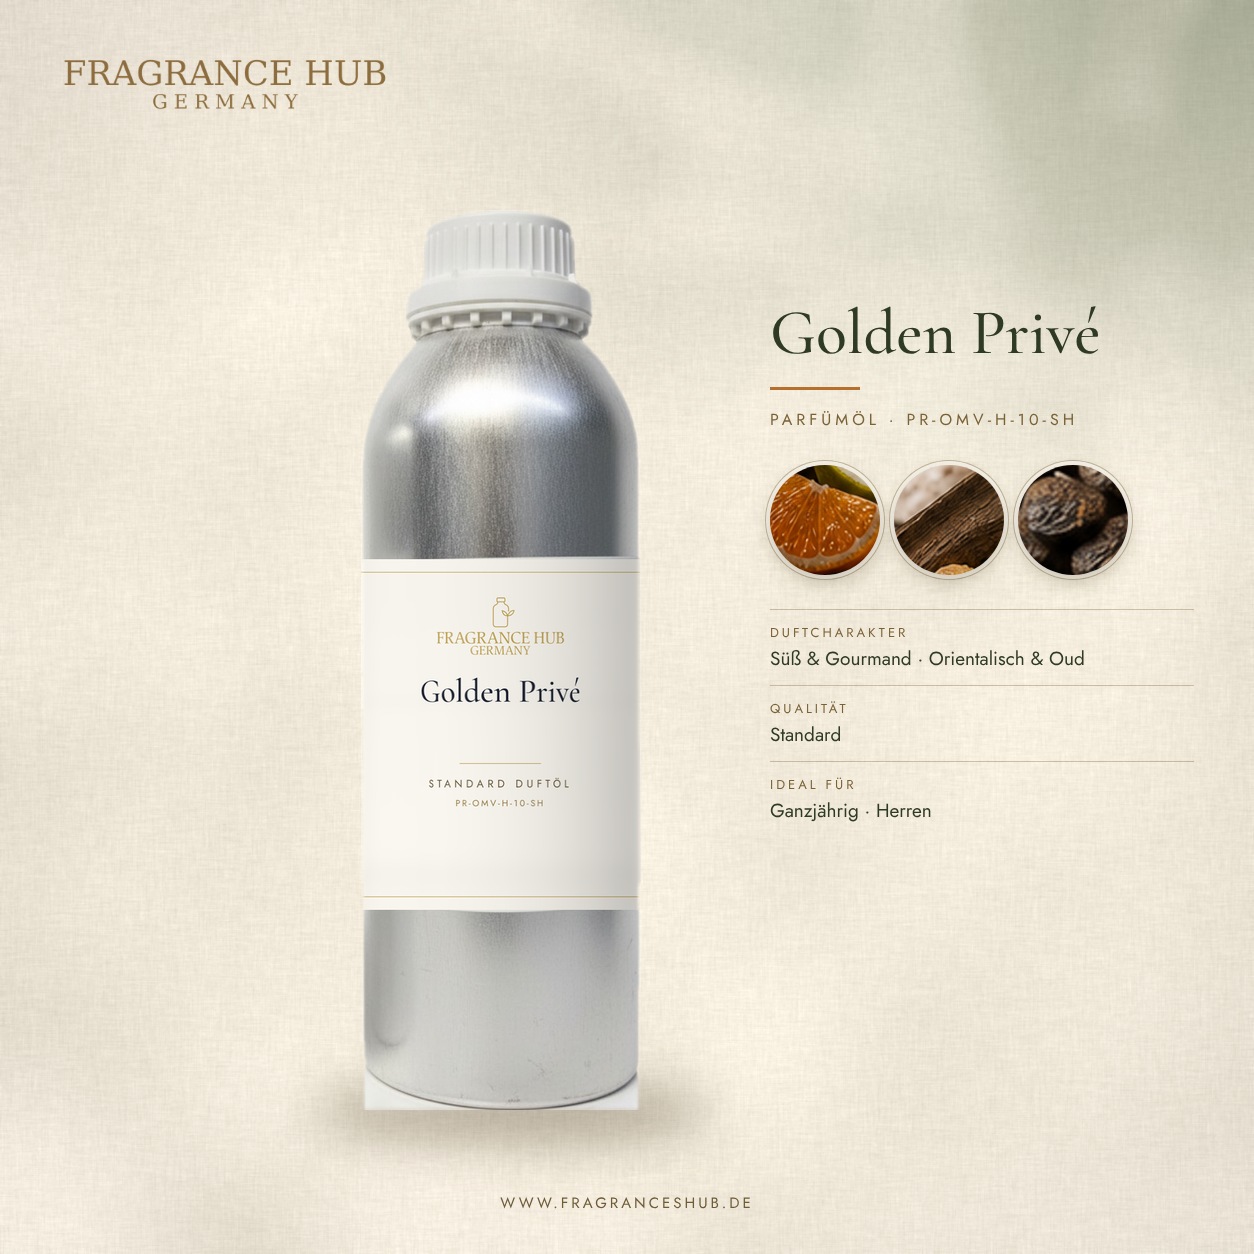 FRAGRANCE HUB
GERMANY
Golden Privé
PARFÜMÖL · PR-OMV-H-10-SH
DUFTCHARAKTER
Süß & Gourmand · Orientalisch & Oud
QUALITÄT
Standard
IDEAL FÜR
Ganzjährig · Herren
FRAGRANCE HUB
GERMANY
Golden Privé
STANDARD DUFTÖL
PR-OMV-H-10-SH
WWW.FRAGRANCESHUB.DE